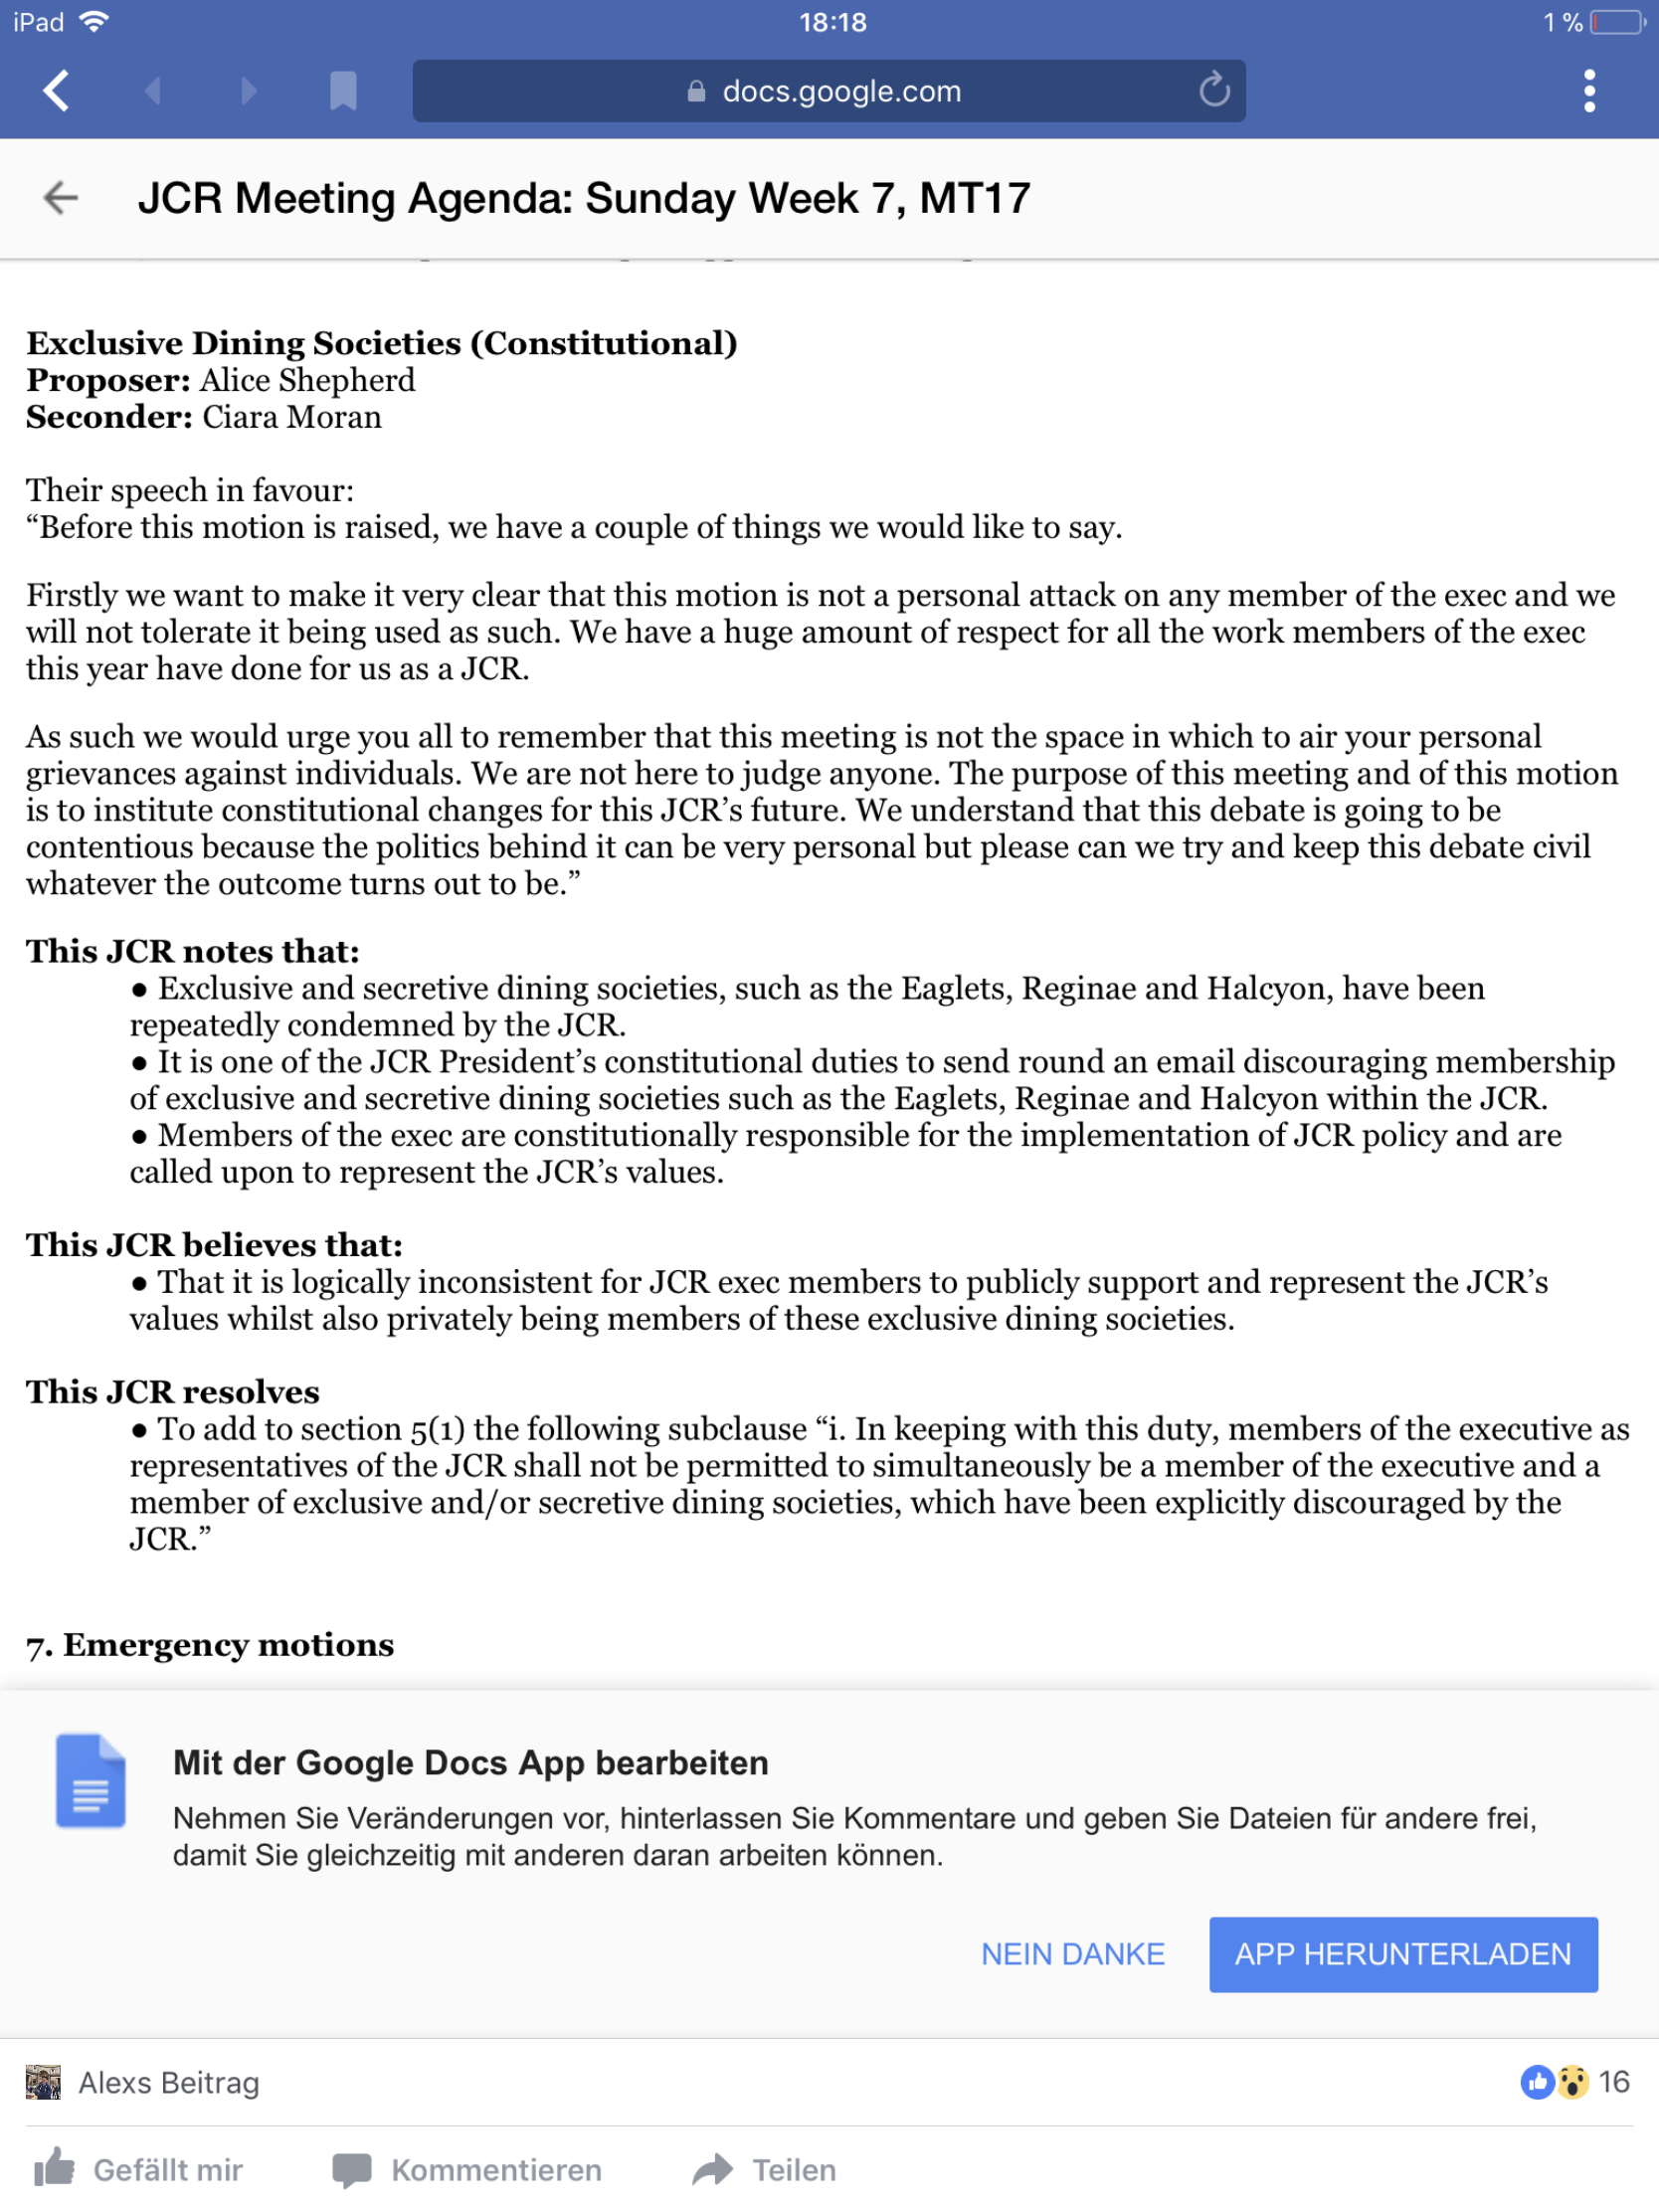 iPad
18:18
1 %
docs.google.com
JCR Meeting Agenda: Sunday Week 7, MT17
Exclusive Dining Societies (Constitutional)
Proposer: Alice Shepherd
Seconder: Ciara Moran
Their speech in favour:
“Before this motion is raised, we have a couple of things we would like to say.
Firstly we want to make it very clear that this motion is not a personal attack on any member of the exec and we
will not tolerate it being used as such. We have a huge amount of respect for all the work members of the exec
this year have done for us as a JCR.
As such we would urge you all to remember that this meeting is not the space in which to air your personal
grievances against individuals. We are not here to judge anyone. The purpose of this meeting and of this motion
is to institute constitutional changes for this JCR’s future. We understand that this debate is going to be
contentious because the politics behind it can be very personal but please can we try and keep this debate civil
whatever the outcome turns out to be.”
This JCR notes that:
● Exclusive and secretive dining societies, such as the Eaglets, Reginae and Halcyon, have been
repeatedly condemned by the JCR.
● It is one of the JCR President’s constitutional duties to send round an email discouraging membership
of exclusive and secretive dining societies such as the Eaglets, Reginae and Halcyon within the JCR.
● Members of the exec are constitutionally responsible for the implementation of JCR policy and are
called upon to represent the JCR’s values.
This JCR believes that:
● That it is logically inconsistent for JCR exec members to publicly support and represent the JCR’s
values whilst also privately being members of these exclusive dining societies.
This JCR resolves
● To add to section 5(1) the following subclause “i. In keeping with this duty, members of the executive as
representatives of the JCR shall not be permitted to simultaneously be a member of the executive and a
member of exclusive and/or secretive dining societies, which have been explicitly discouraged by the
JCR.”
7. Emergency motions
Mit der Google Docs App bearbeiten
Nehmen Sie Veränderungen vor, hinterlassen Sie Kommentare und geben Sie Dateien für andere frei,
damit Sie gleichzeitig mit anderen daran arbeiten können.
NEIN DANKE
APP HERUNTERLADEN
Alexs Beitrag
16
Gefällt mir
Kommentieren
Teilen